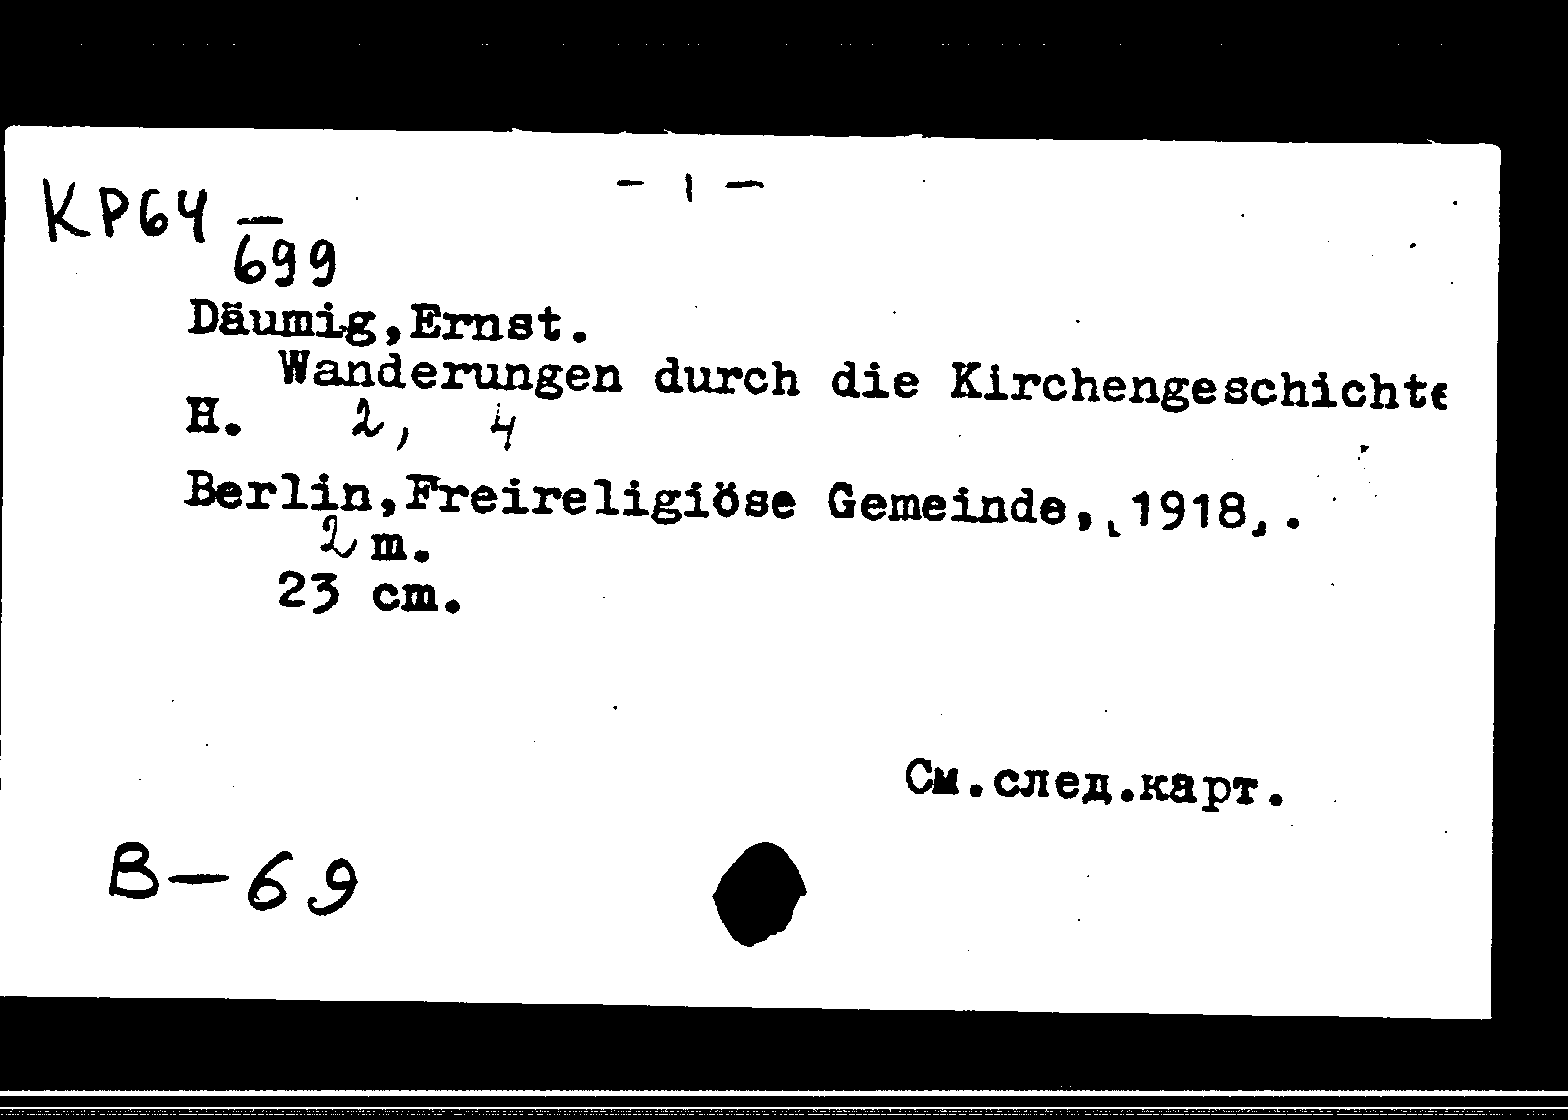 - 1 -
КР64 —
699
Däumig,Ernst.
Wanderungen durch die Kirchengeschichte
H. 2, 4
Berlin,Freireligiöse Gemeinde,[1918].
2 m.
23 cm.
См.след.карт.
B-69